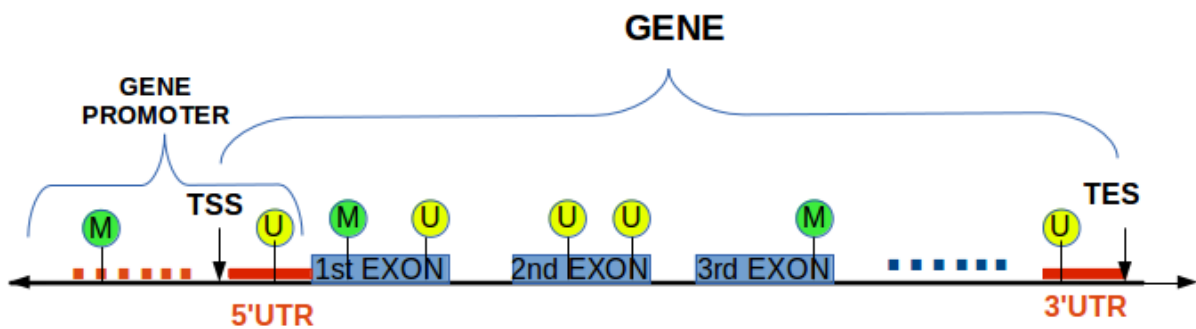 GENE
GENE
PROMOTER
TSS
TES
M
U
M
U
U
U
M
U
1st EXON
2nd EXON
3rd EXON
5'UTR
3'UTR